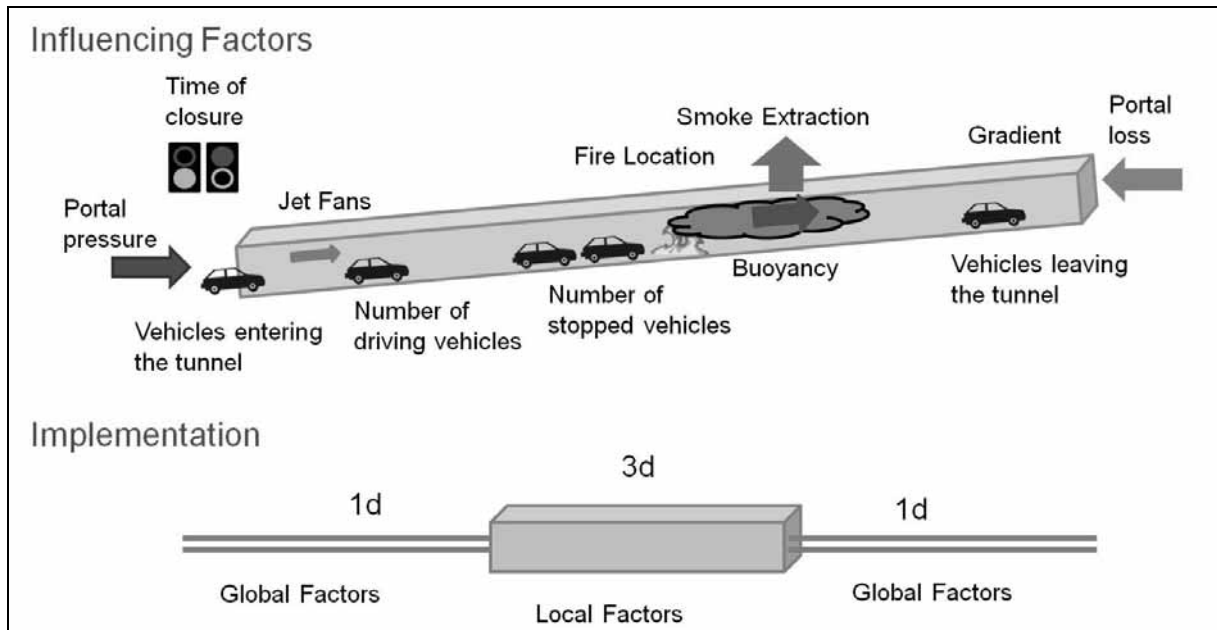 Influencing Factors
Time of
closure
Smoke Extraction
Portal
loss
Gradient
Fire Location
Jet Fans
Portal
pressure
Buoyancy
Vehicles leaving
the tunnel
Number of
stopped vehicles
Number of
driving vehicles
Vehicles entering
the tunnel
Implementation
3d
1d
1d
Global Factors
Local Factors
Global Factors